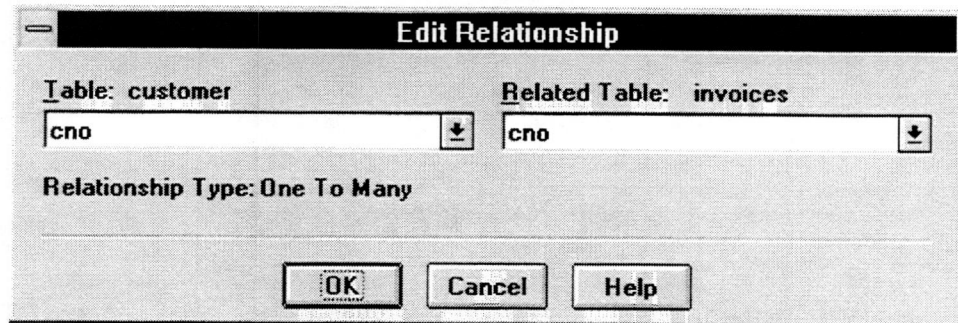 Edit Relationship
Table: customer Related Table: invoices
cno cno
Relationship Type: One To Many
OK Cancel Help